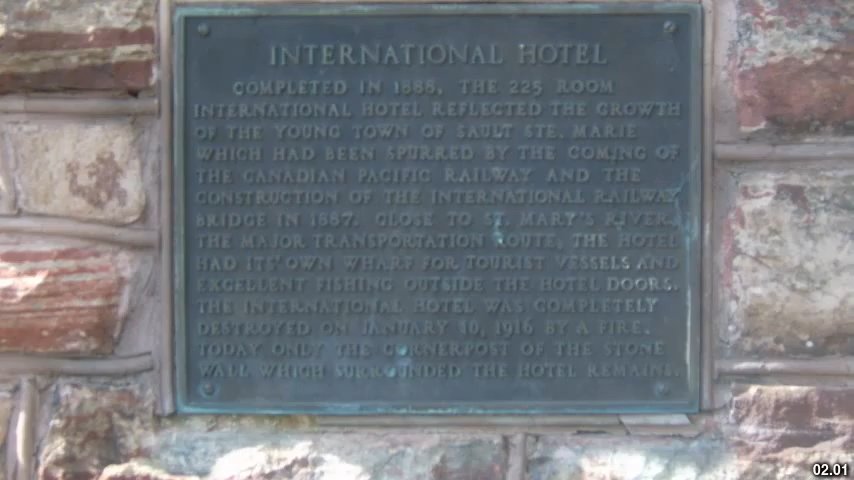 INTERNATIONAL HOTEL
COMPLETED IN 1888, THE 225 ROOM
INTERNATIONAL HOTEL REFLECTED THE GROWTH
OF THE YOUNG TOWN OF SAULT STE. MARIE
WHICH HAD BEEN SPURRED BY THE COMING OF
THE CANADIAN PACIFIC RAILWAY AND THE
CONSTRUCTION OF THE INTERNATIONAL RAILWAY
BRIDGE IN 1887. CLOSE TO ST. MARY'S RIVER,
THE MAJOR TRANSPORTATION ROUTE, THE HOTEL
HAD ITS OWN WHARF FOR TOURIST VESSELS AND
EXCELLENT FISHING OUTSIDE THE HOTEL DOORS.
THE INTERNATIONAL HOTEL WAS COMPLETELY
DESTROYED ON JANUARY 10, 1916 BY A FIRE.
TODAY ONLY THE CORNERPOST OF THE STONE
WALL WHICH SURROUNDED THE HOTEL REMAINS.
02.01